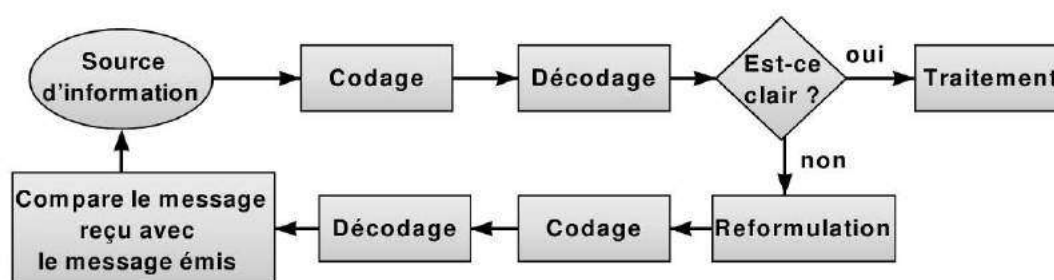 Source
d'information
Codage
Décodage
Est-ce
clair ?
oui
Traitement
non
Compare le message
reçu avec
le message émis
Décodage
Codage
Reformulation